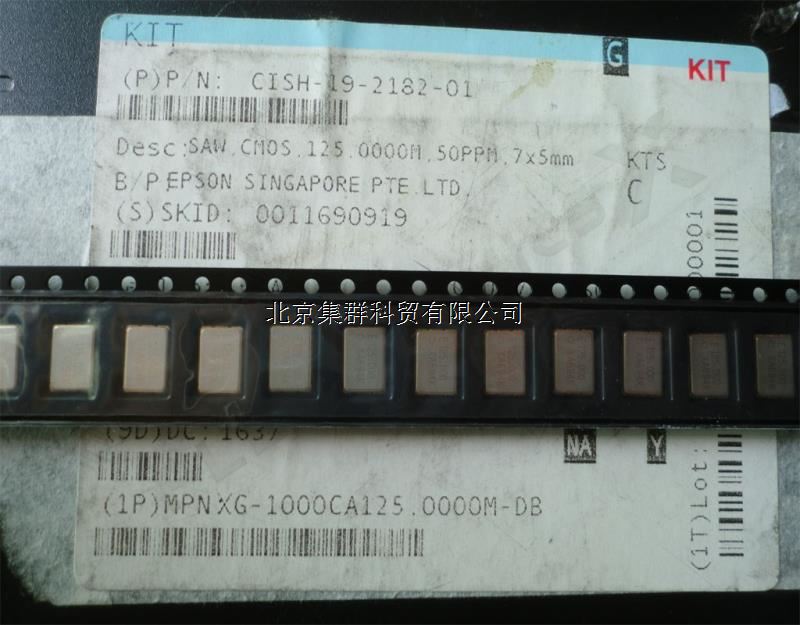 KIT
G
KIT
(P)P/N: CISH-19-2182-01
Desc:SAW,CMOS,125.0000M,50PPM,7x5mm
KTS
B/P:EPSON SINGAPORE PTE.LTD
C
(S)SKID: 0011690919
北京集群科贸有限公司
(9D)DC:1637
NA
Y
(1P)MPN:XG-1000CA125.0000M-DB
(1T)Lot: